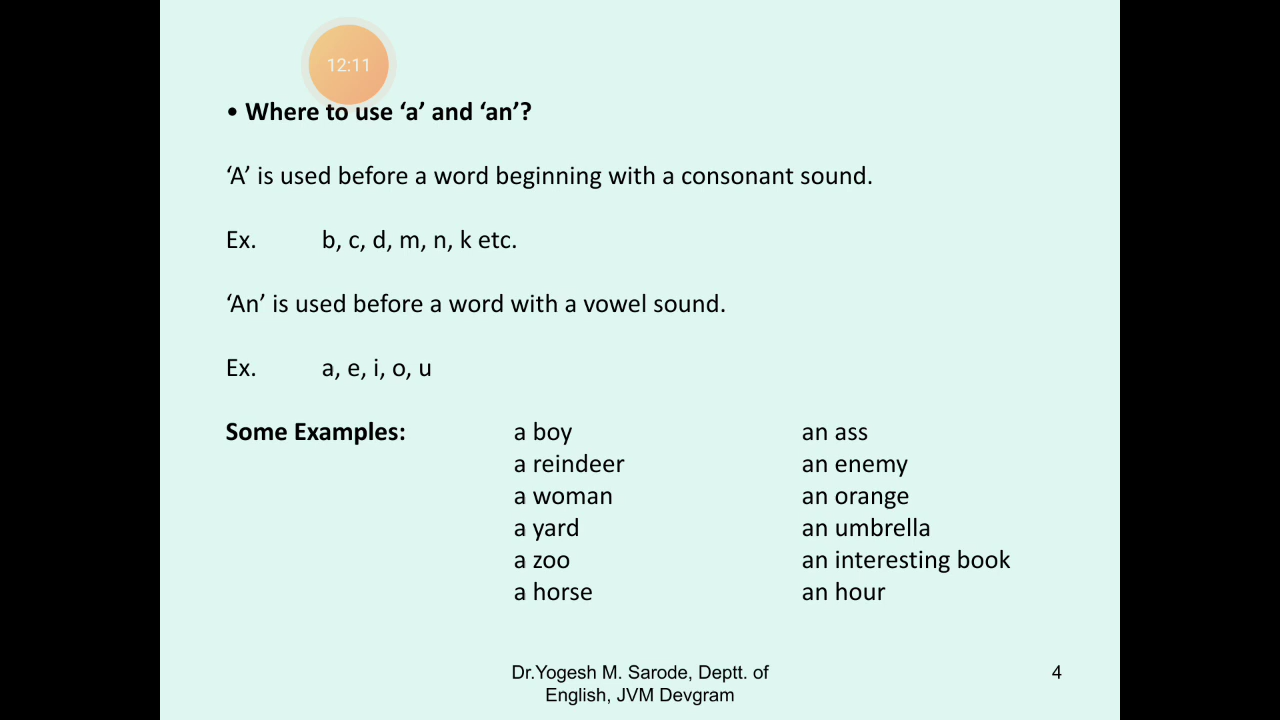 12:11
• Where to use ‘a’ and ‘an’?
‘A’ is used before a word beginning with a consonant sound.
Ex. b, c, d, m, n, k etc.
‘An’ is used before a word with a vowel sound.
Ex. a, e, i, o, u
Some Examples: a boy an ass
a reindeer an enemy
a woman an orange
a yard an umbrella
a zoo an interesting book
a horse an hour
Dr.Yogesh M. Sarode, Deptt. of
English, JVM Devgram
4